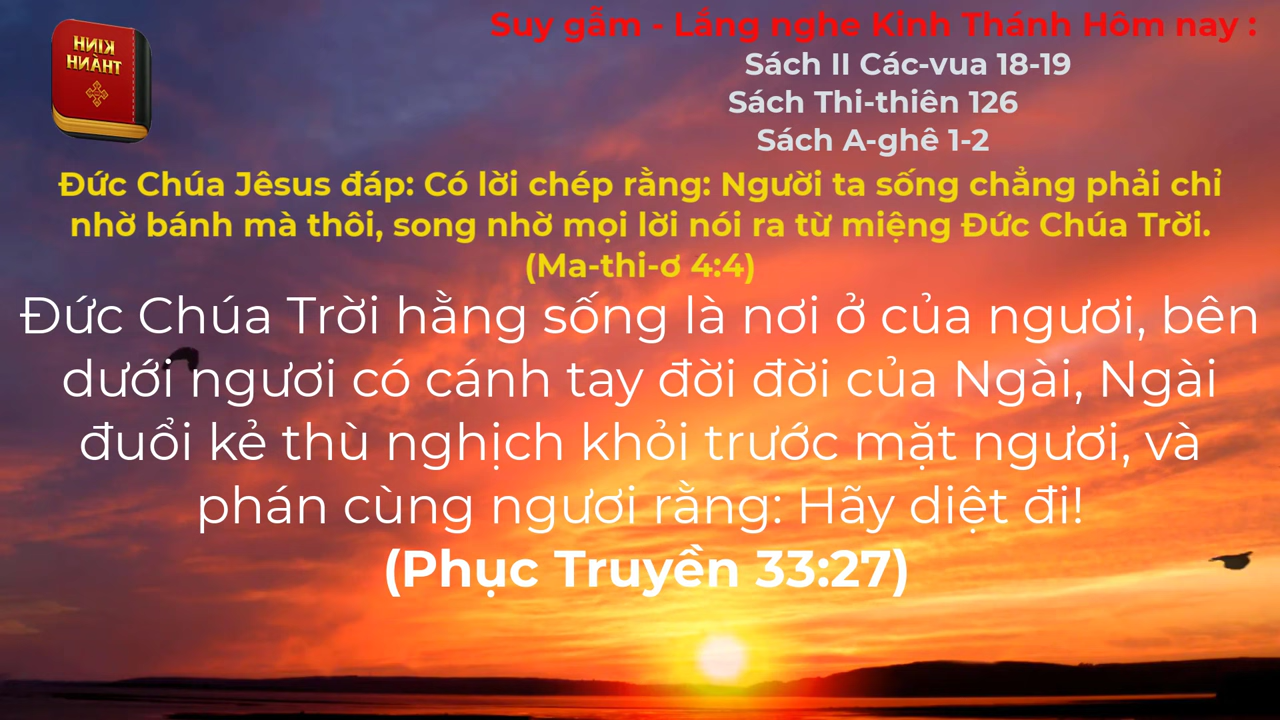 KINH
THÁNH
Suy gẫm - Lắng nghe Kinh Thánh Hôm nay :
Sách II Các-vua 18-19
Sách Thi-thiên 126
Sách A-ghê 1-2
Đức Chúa Jêsus đáp: Có lời chép rằng: Người ta sống chẳng phải chỉ
nhờ bánh mà thôi, song nhờ mọi lời nói ra từ miệng Đức Chúa Trời.
(Ma-thi-ơ 4:4)
Đức Chúa Trời hằng sống là nơi ở của ngươi, bên
dưới ngươi có cánh tay đời đời của Ngài, Ngài
đuổi kẻ thù nghịch khỏi trước mặt ngươi, và
phán cùng ngươi rằng: Hãy diệt đi!
(Phục Truyền 33:27)